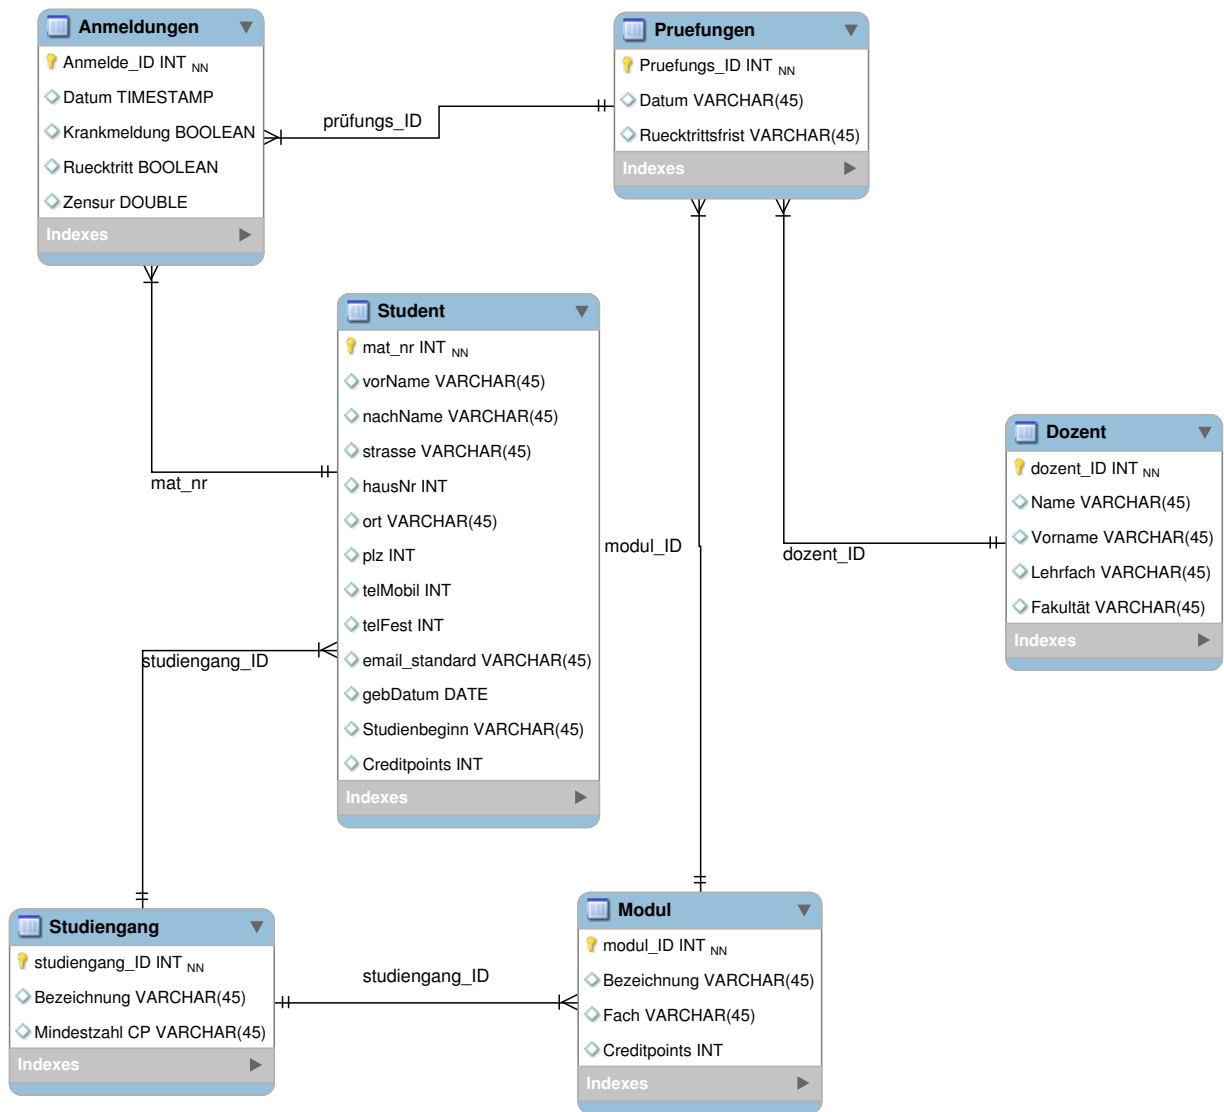 Anmeldungen
Anmelde_ID INT NN
Datum TIMESTAMP
Krankmeldung BOOLEAN
Ruecktritt BOOLEAN
Zensur DOUBLE
Indexes
prüfungs_ID
Pruefungen
Pruefungs_ID INT NN
Datum VARCHAR(45)
Ruecktrittsfrist VARCHAR(45)
Indexes
mat_nr
Student
mat_nr INT NN
vorName VARCHAR(45)
nachName VARCHAR(45)
strasse VARCHAR(45)
hausNr INT
ort VARCHAR(45)
plz INT
telMobil INT
telFest INT
email_standard VARCHAR(45)
gebDatum DATE
Studienbeginn VARCHAR(45)
Creditpoints INT
Indexes
modul_ID
dozent_ID
Dozent
dozent_ID INT NN
Name VARCHAR(45)
Vorname VARCHAR(45)
Lehrfach VARCHAR(45)
Fakultät VARCHAR(45)
Indexes
studiengang_ID
Studiengang
studiengang_ID INT NN
Bezeichnung VARCHAR(45)
Mindestzahl CP VARCHAR(45)
Indexes
studiengang_ID
Modul
modul_ID INT NN
Bezeichnung VARCHAR(45)
Fach VARCHAR(45)
Creditpoints INT
Indexes